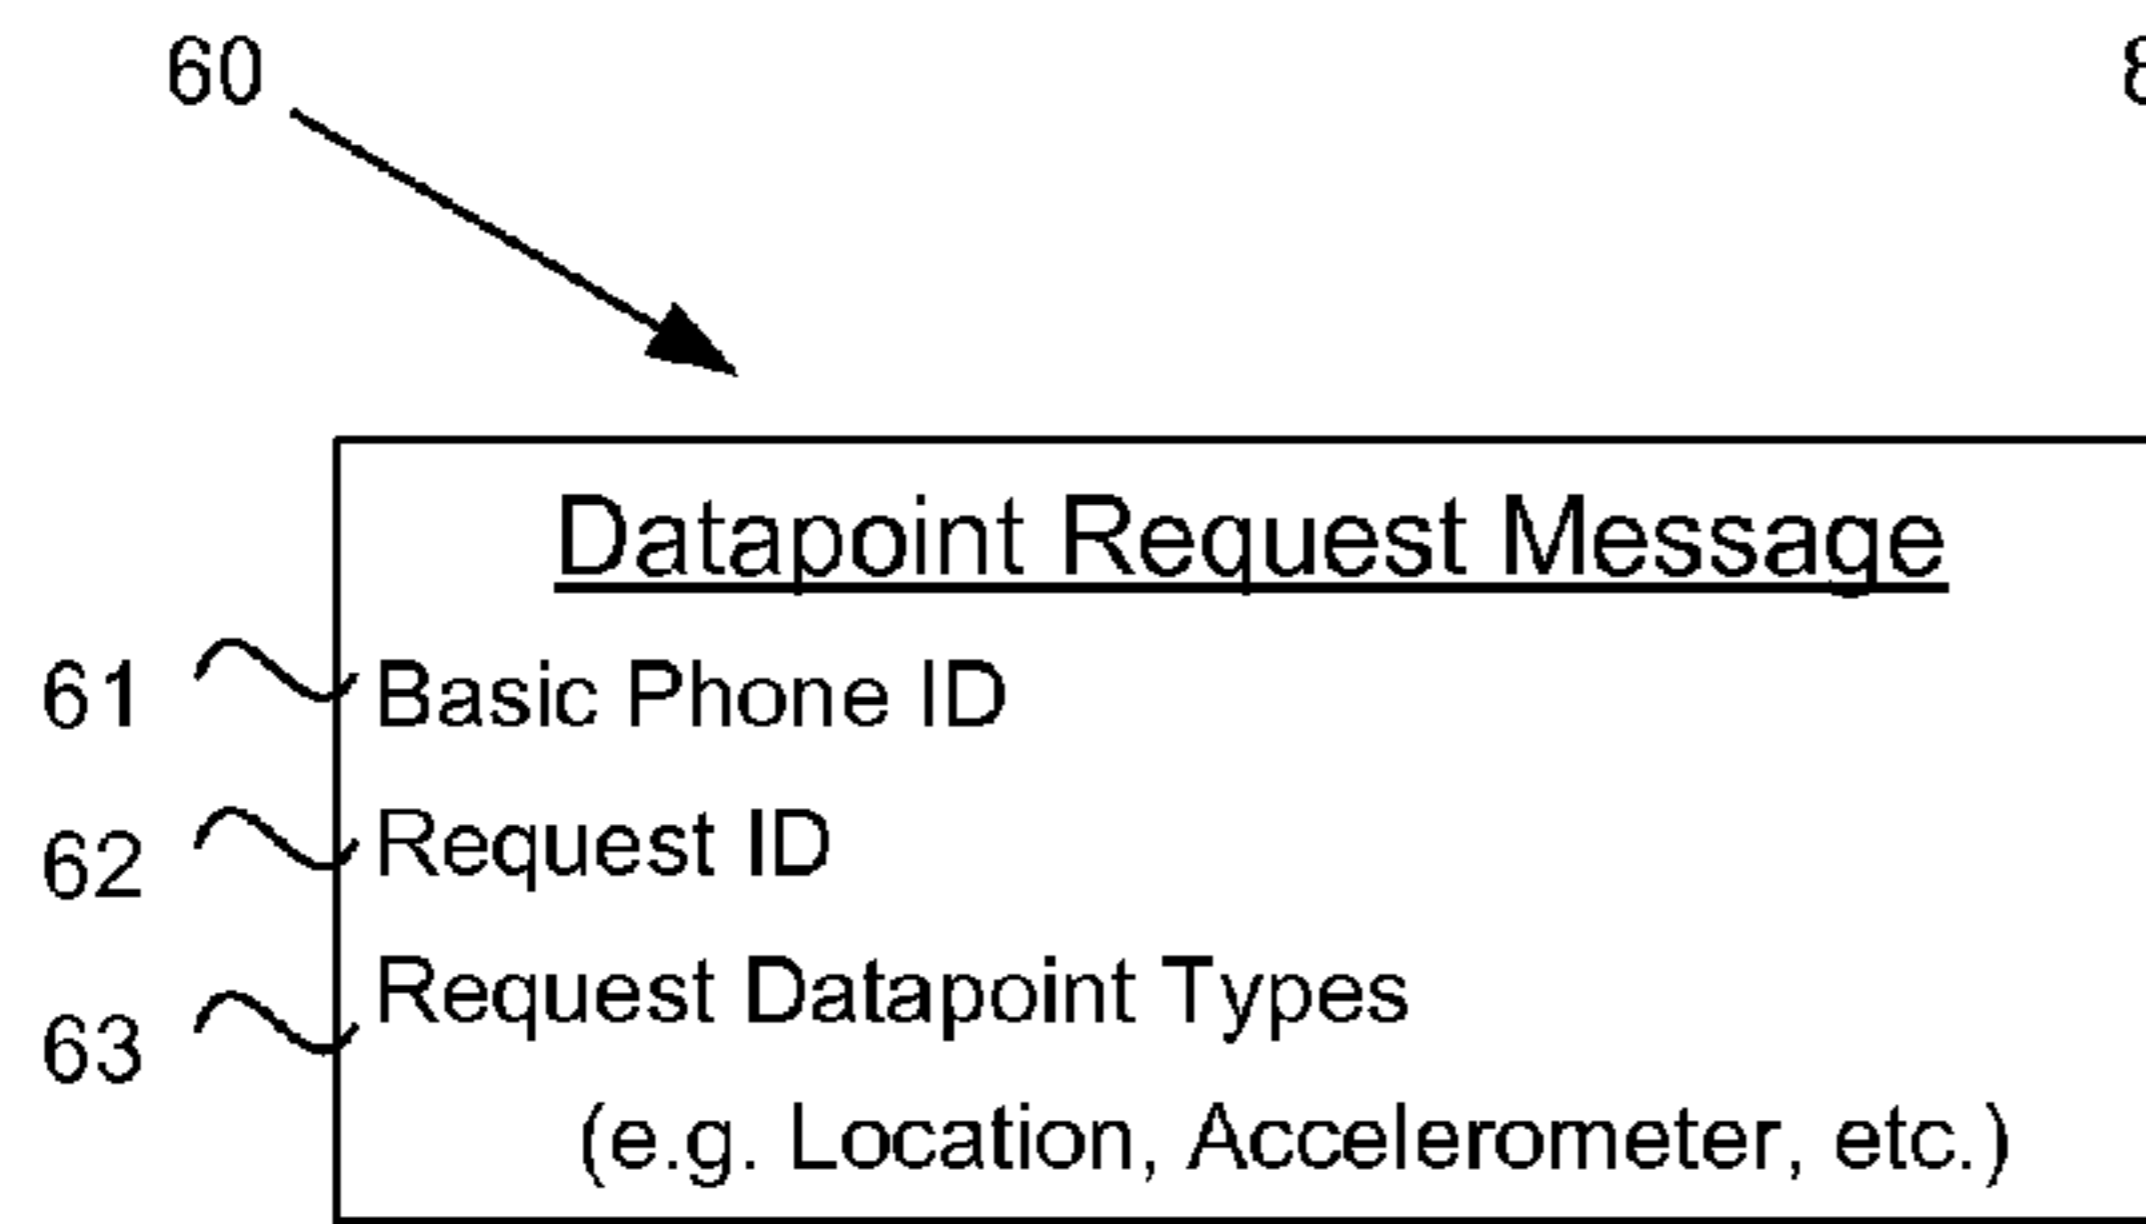 60
Datapoint Request Message
61 Basic Phone ID
62 Request ID
63 Request Datapoint Types
(e.g. Location, Accelerometer, etc.)